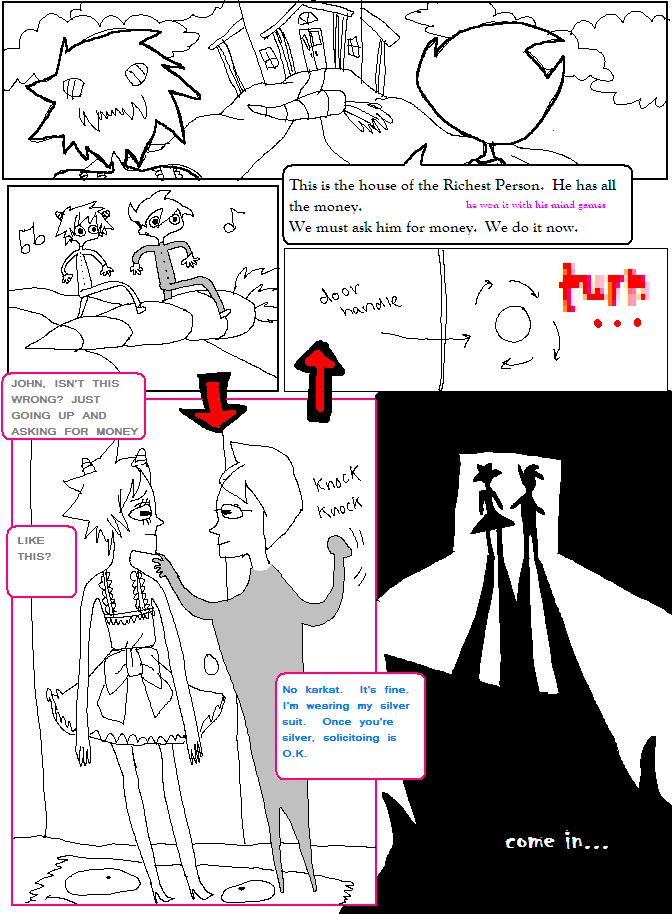 This is the house of the Richest Person. He has all
the money.
he won it with his mind games
We must ask him for money. We do it now.
door
handle
turn
...
JOHN, ISN'T THIS
WRONG? JUST
GOING UP AND
ASKING FOR MONEY
LIKE
THIS?
Knock
Knock
No karkat. It's fine.
I'm wearing my silver
suit. Once you're
silver, solicitoing is
O.K.
come in...